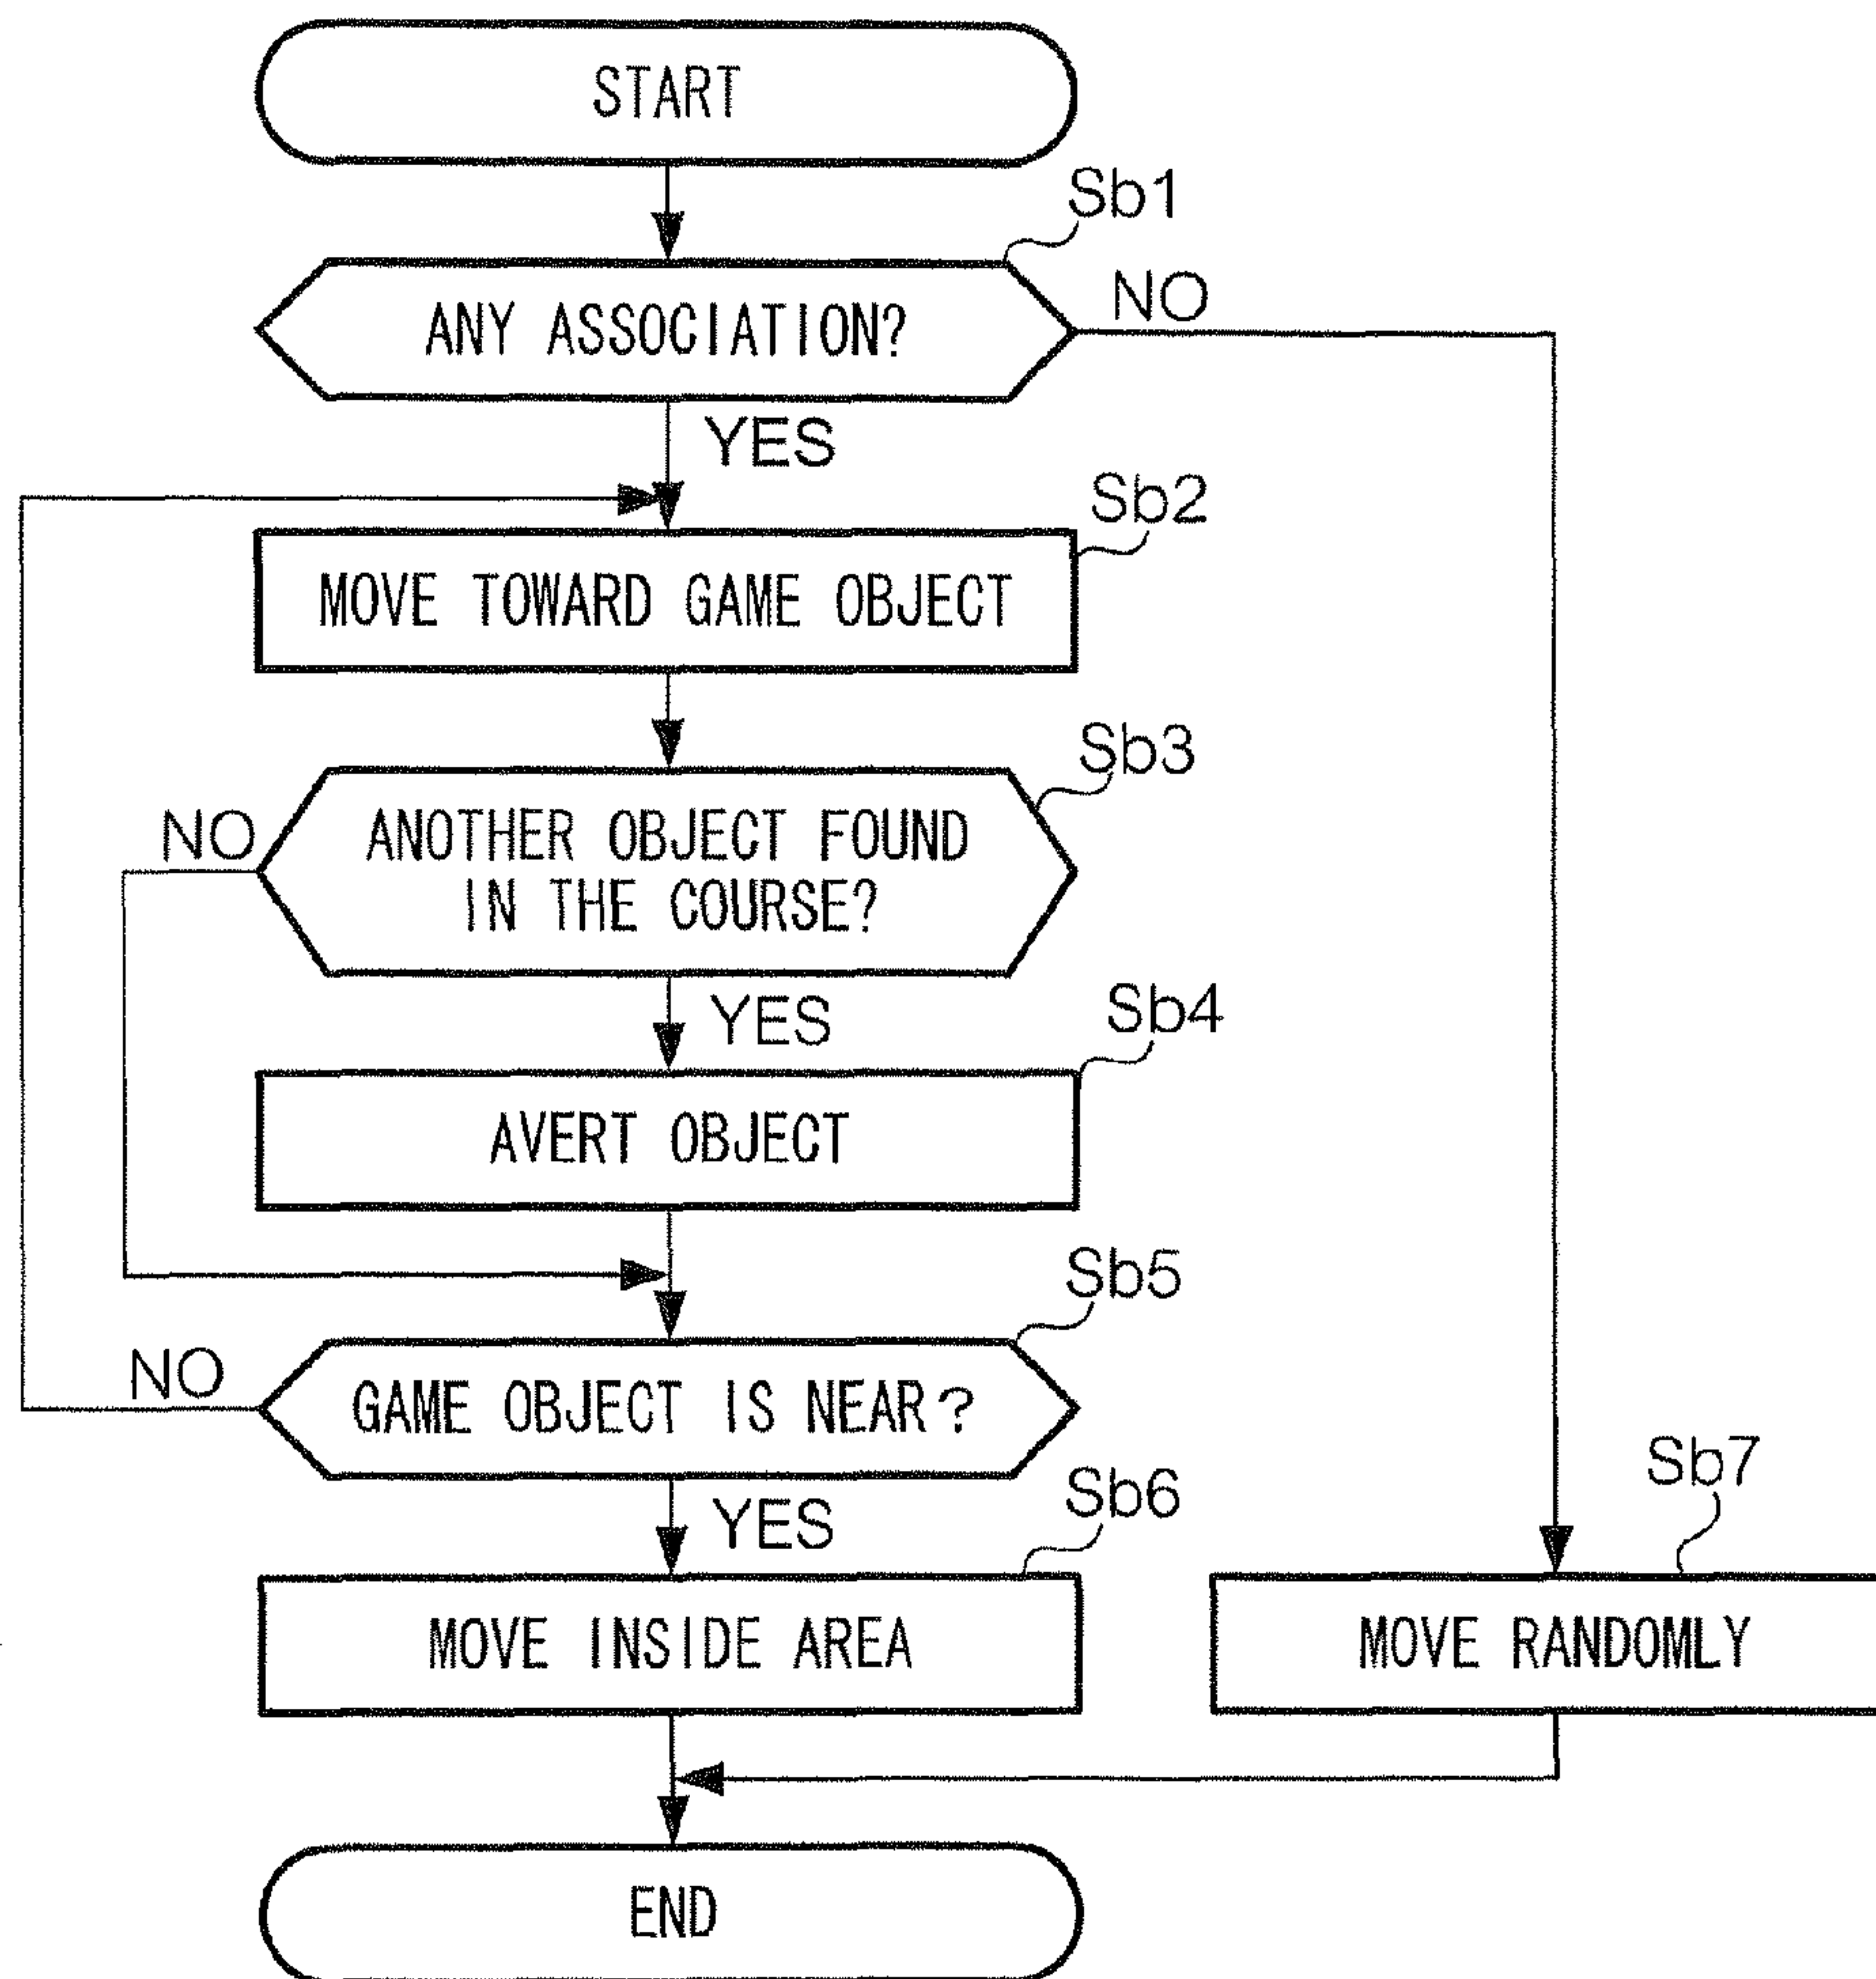 START
Sb1
ANY ASSOCIATION?
NO
YES
Sb2
MOVE TOWARD GAME OBJECT
Sb3
NO
ANOTHER OBJECT FOUND
IN THE COURSE?
YES
Sb4
AVERT OBJECT
Sb5
NO
GAME OBJECT IS NEAR?
YES
Sb6
Sb7
MOVE INSIDE AREA
MOVE RANDOMLY
END